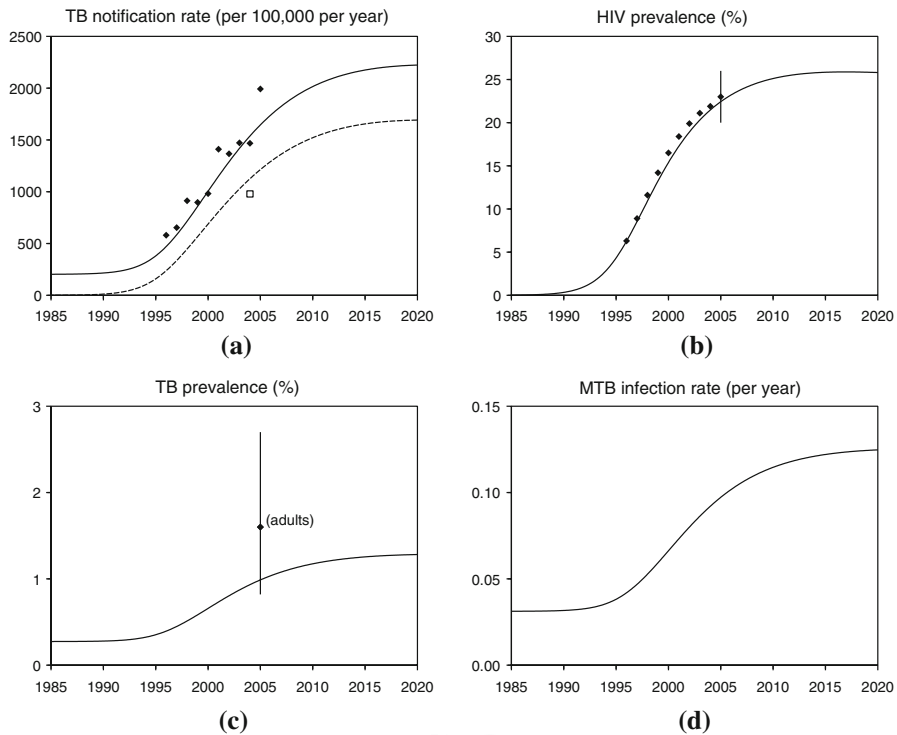 TB notification rate (per 100,000 per year)
2500
2000
1500
1000
500
0
1985 1990 1995 2000 2005 2010 2015 2020
(a)
HIV prevalence (%)
30
25
20
15
10
5
0
1985 1990 1995 2000 2005 2010 2015 2020
(b)
TB prevalence (%)
3
2
(adults)
1
0
1985 1990 1995 2000 2005 2010 2015 2020
(c)
MTB infection rate (per year)
0.15
0.10
0.05
0.00
1985 1990 1995 2000 2005 2010 2015 2020
(d)